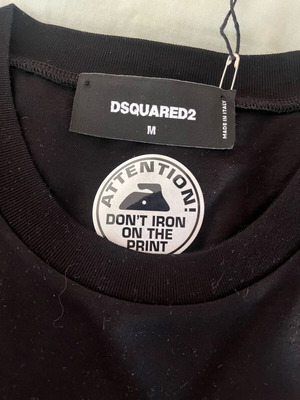 DSQUARED2
M
MADE IN ITALY
ATTENTION!
DON'T IRON
ON THE
PRINT